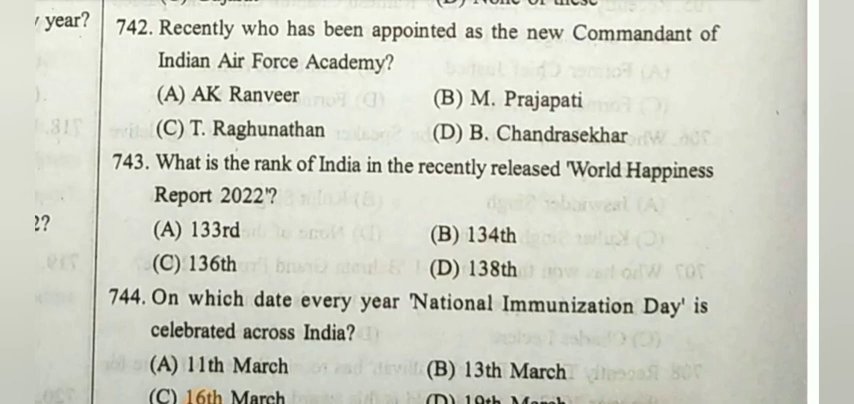 year?
742. Recently who has been appointed as the new Commandant of
Indian Air Force Academy?
(A) AK Ranveer (B) M. Prajapati
(C) T. Raghunathan (D) B. Chandrasekhar
743. What is the rank of India in the recently released 'World Happiness
Report 2022'?
(A) 133rd (B) 134th
(C) 136th (D) 138th
744. On which date every year 'National Immunization Day' is
celebrated across India?
(A) 11th March (B) 13th March
(C) 16th March (D) 19th March